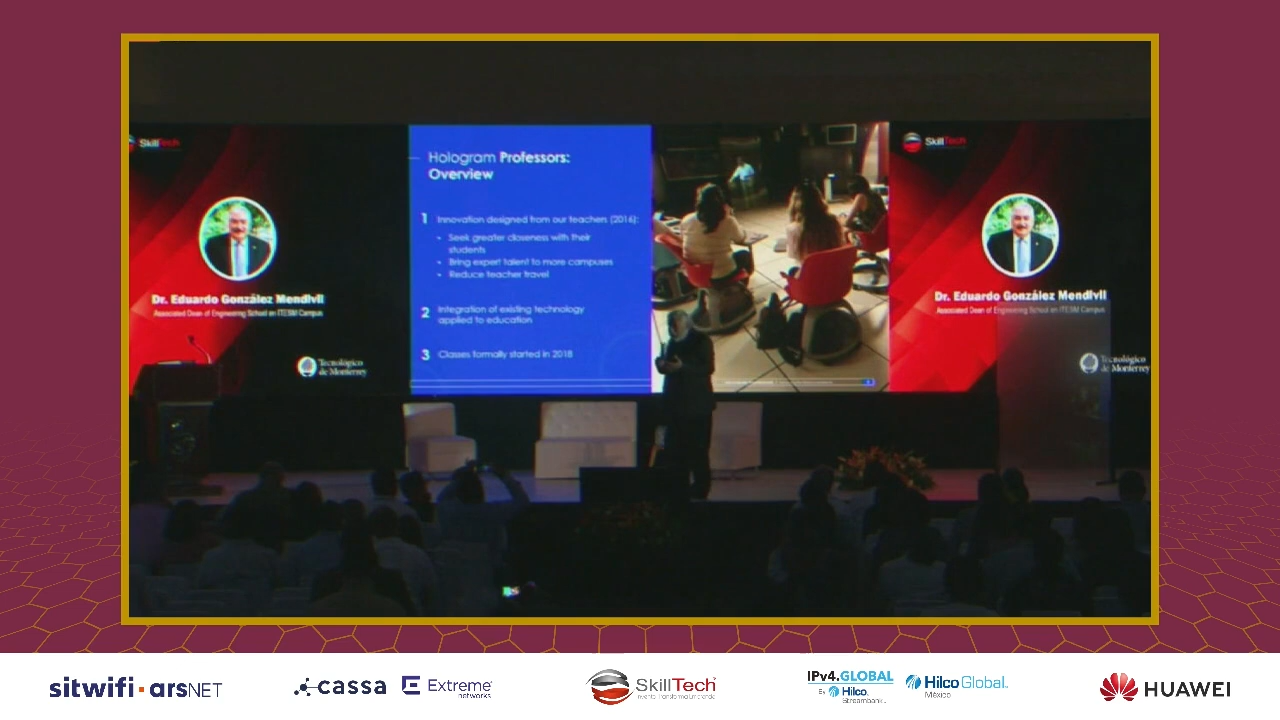 SkillTech
Dr. Eduardo González Mendívil
Associated Dean of Engineering School en ITESM Campus
Tecnológico
de Monterrey
Hologram Professors:
Overview
1 Innovation designed from our teachers (2016):
- Seek greater closeness with their
students
- Bring expert talent to more campuses
- Reduce teacher travel
2 Integration of existing technology
applied to education
3 Classes formally started in 2018
SkillTech
Dr. Eduardo González Mendívil
Associated Dean of Engineering School en ITESM Campus
Tecnológico
de Monterrey
sitwifi · arsNET
cassa
Extreme
networks
SkillTech
IPv4.GLOBAL
By Hilco.
Streambank
Hilco Global
México
HUAWEI